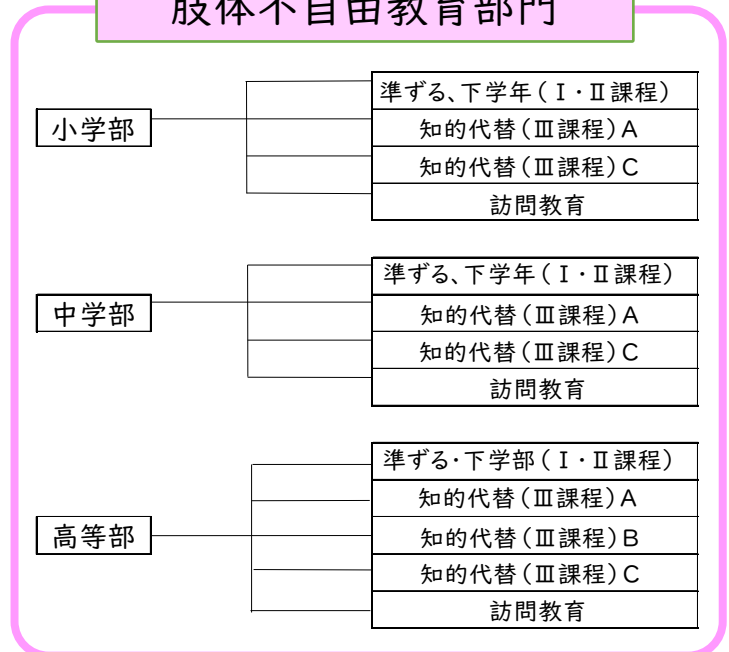 肢体不自由教育部門
小学部
準ずる、下学年(Ⅰ・Ⅱ課程)
知的代替(Ⅲ課程)A
知的代替(Ⅲ課程)C
訪問教育
中学部
準ずる、下学年(Ⅰ・Ⅱ課程)
知的代替(Ⅲ課程)A
知的代替(Ⅲ課程)C
訪問教育
高等部
準ずる・下学部(Ⅰ・Ⅱ課程)
知的代替(Ⅲ課程)A
知的代替(Ⅲ課程)B
知的代替(Ⅲ課程)C
訪問教育